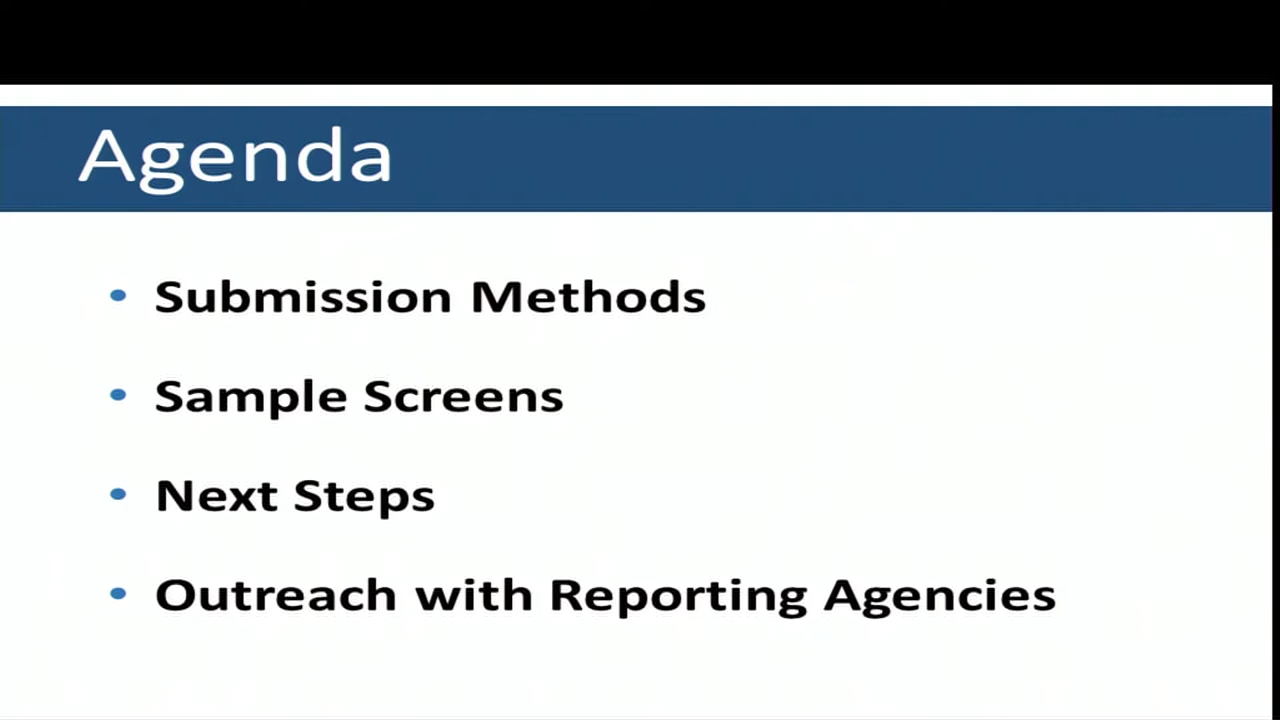 Agenda
• Submission Methods
• Sample Screens
• Next Steps
• Outreach with Reporting Agencies